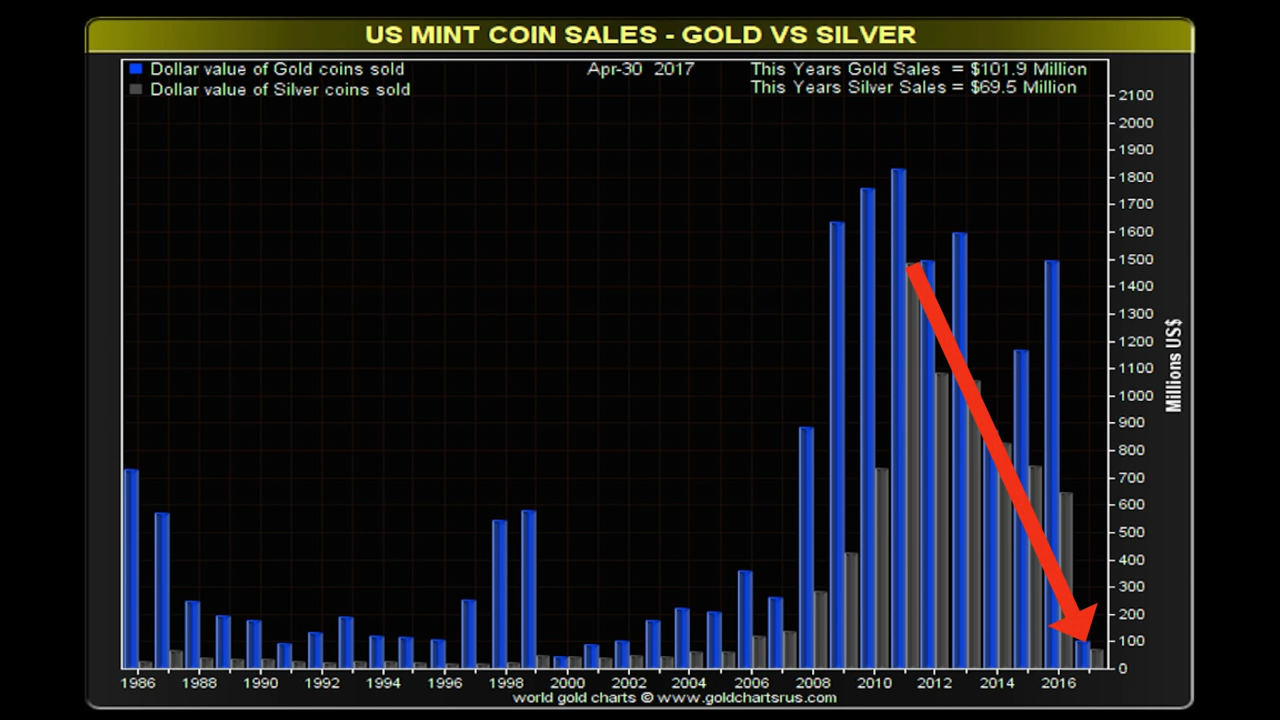 US MINT COIN SALES - GOLD VS SILVER
Dollar value of Gold coins sold
Apr-30 2017
This Years Gold Sales = $101.9 Million
Dollar value of Silver coins sold
This Years Silver Sales = $69.5 Million
2100
2000
1900
1800
1700
1600
1500
1400
1300
1200
1100
1000
900
800
700
600
500
400
300
200
100
0
Millions US$
1986 1988 1990 1992 1994 1996 1998 2000 2002 2004 2006 2008 2010 2012 2014 2016
world gold charts © www.goldchartsrus.com